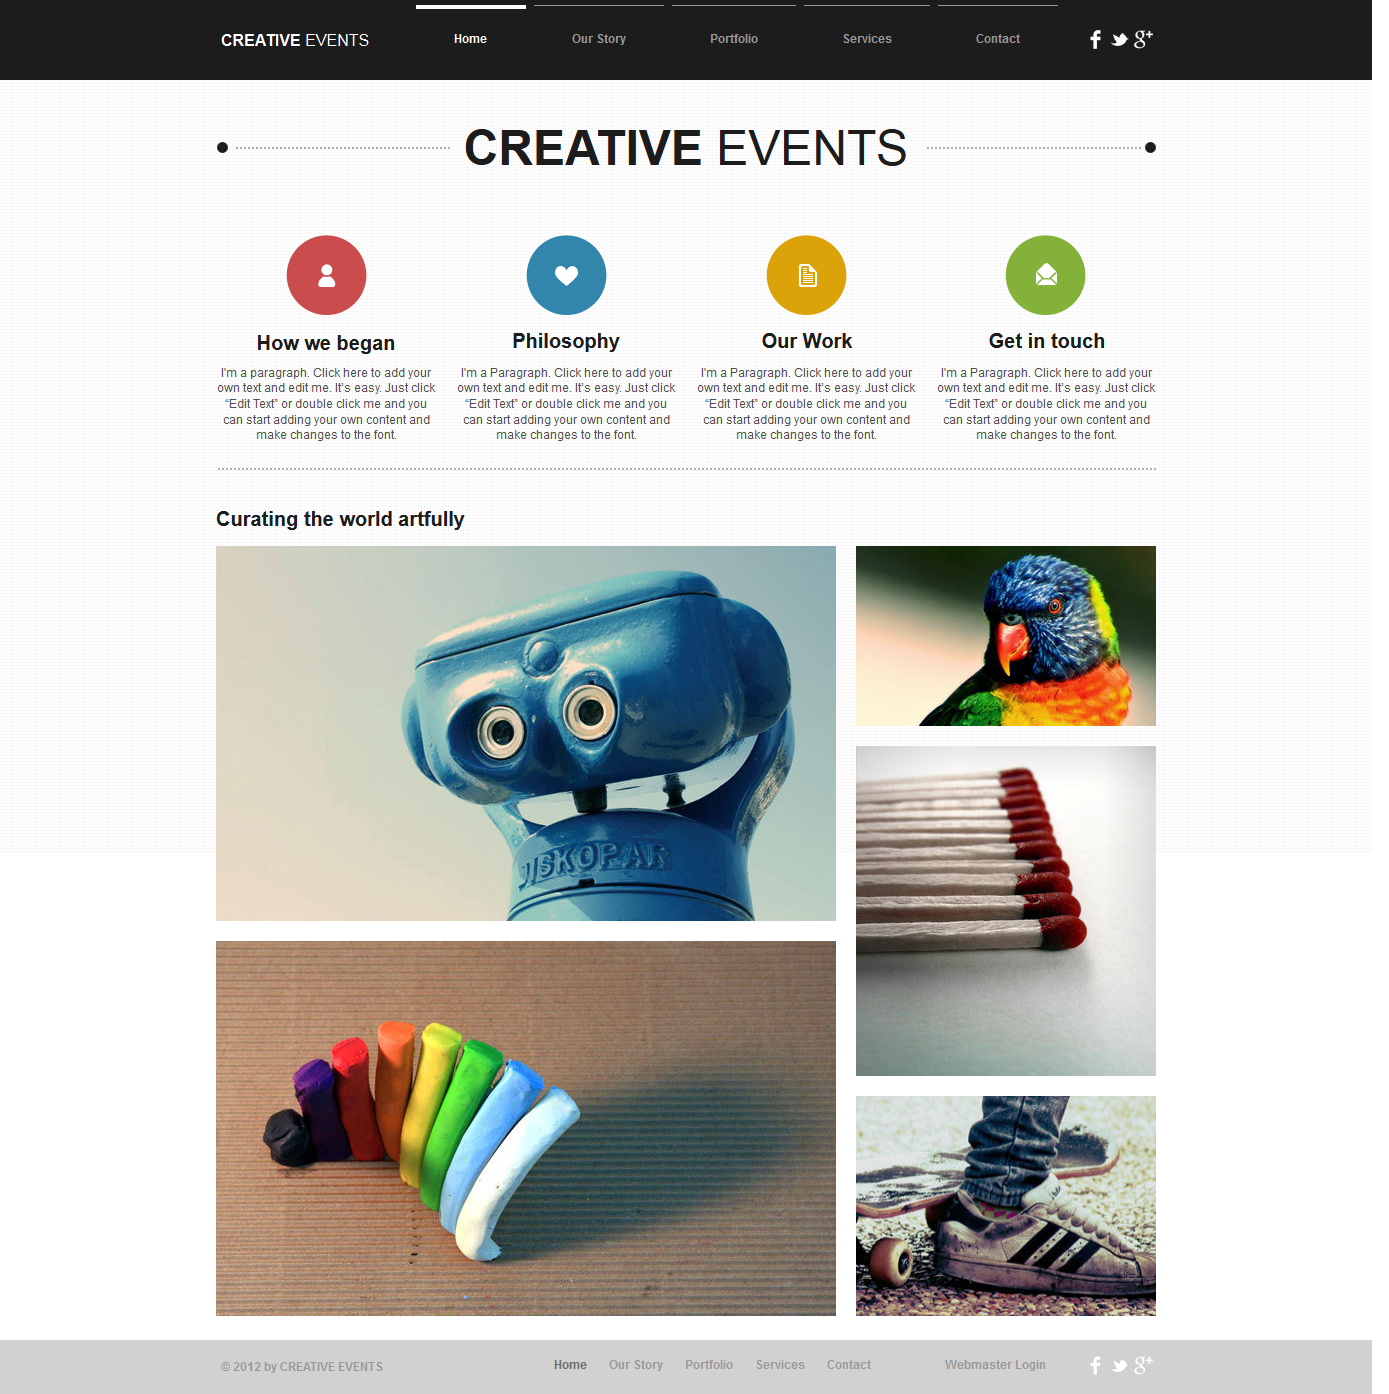 CREATIVE EVENTS
Home
Our Story
Portfolio
Services
Contact
CREATIVE EVENTS
How we began
I'm a paragraph. Click here to add your
own text and edit me. It’s easy. Just click
“Edit Text” or double click me and you
can start adding your own content and
make changes to the font.
Philosophy
I'm a Paragraph. Click here to add your
own text and edit me. It’s easy. Just click
“Edit Text” or double click me and you
can start adding your own content and
make changes to the font.
Our Work
I'm a Paragraph. Click here to add your
own text and edit me. It’s easy. Just click
“Edit Text” or double click me and you
can start adding your own content and
make changes to the font.
Get in touch
I'm a Paragraph. Click here to add your
own text and edit me. It’s easy. Just click
“Edit Text” or double click me and you
can start adding your own content and
make changes to the font.
Curating the world artfully
DISKOPAR
© 2012 by CREATIVE EVENTS
Home
Our Story
Portfolio
Services
Contact
Webmaster Login